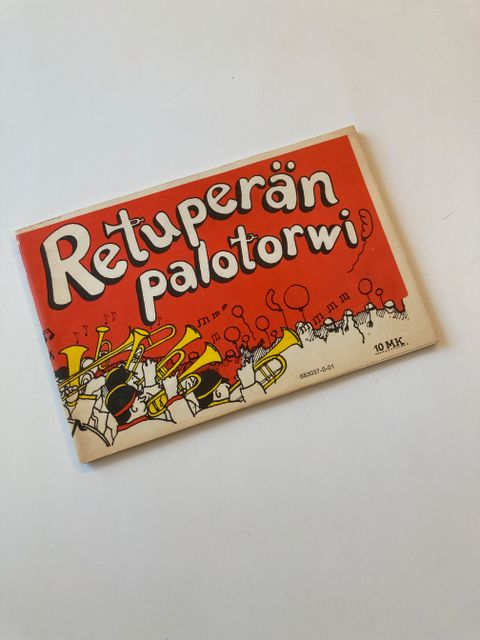 Retuperän
palotorwi
10 MK
683037-0-01